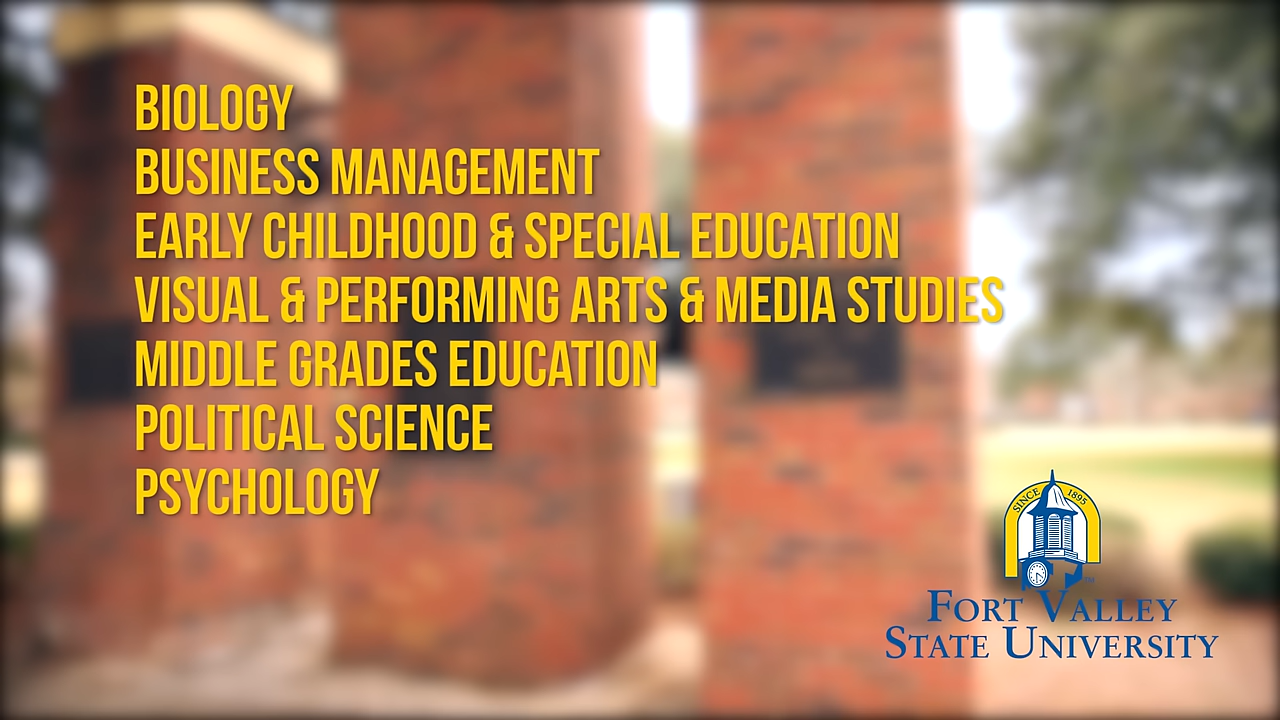 BIOLOGY
BUSINESS MANAGEMENT
EARLY CHILDHOOD & SPECIAL EDUCATION
VISUAL & PERFORMING ARTS & MEDIA STUDIES
MIDDLE GRADES EDUCATION
POLITICAL SCIENCE
PSYCHOLOGY
SINCE 1895
FORT VALLEY
STATE UNIVERSITY